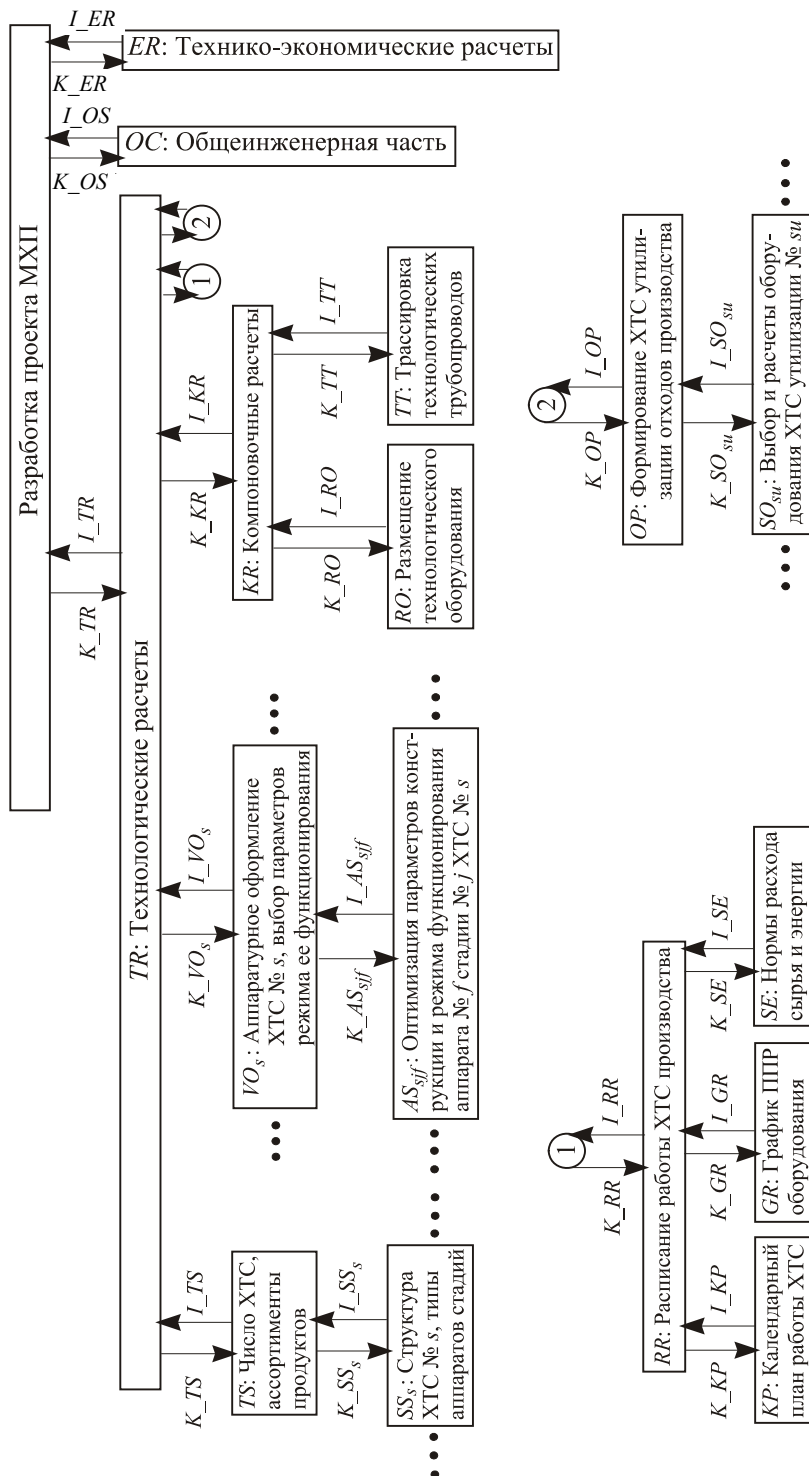 Разработка проекта МХП
K_TR
I_TR
K_OS
I_OS
K_ER
I_ER
TR: Технологические расчеты
OC: Общеинженерная часть
ER: Технико-экономические расчеты
K_TS
I_TS
K_VO_s
I_VO_s
K_KR
I_KR
1
2
TS: Число ХТС,
ассортименты
продуктов
VO_s: Аппаратурное оформление
ХТС № s, выбор параметров
режима ее функционирования
KR: Компоновочные расчеты
K_SS_s
I_SS_s
K_AS_sjf
I_AS_sjf
K_RO
I_RO
K_TT
I_TT
SS_s: Структура
ХТС № s, типы
аппаратов стадий
AS_sjf: Оптимизация параметров конст-
рукции и режима функционирования
аппарата № f стадии № j ХТС № s
RO: Размещение
технологического
оборудования
TT: Трассировка
технологических
трубопроводов
1
K_RR
I_RR
RR: Расписание работы ХТС производства
K_KP
I_KP
K_GR
I_GR
K_SE
I_SE
KP: Календарный
план работы ХТС
GR: График ППР
оборудования
SE: Нормы расхода
сырья и энергии
2
K_OP
I_OP
OP: Формирование ХТС утили-
зации отходов производства
K_SO_su
I_SO_su
SO_su: Выбор и расчеты обору-
дования ХТС утилизации № su